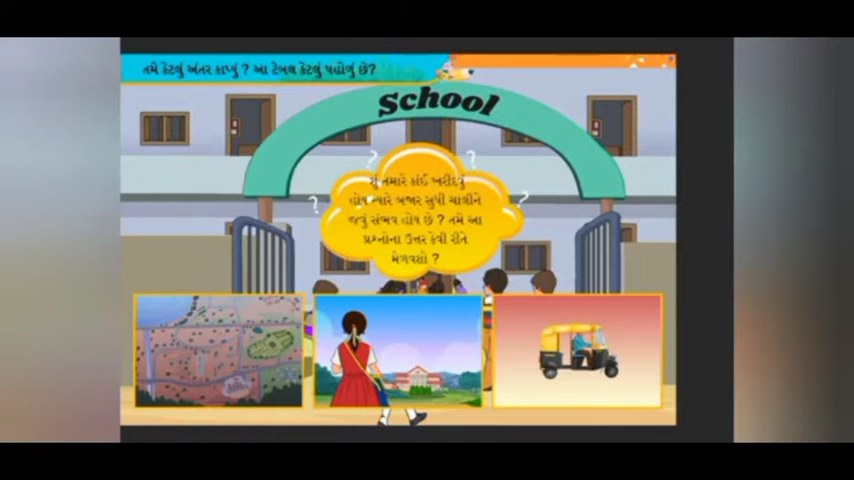 તમે કેટલું અંતર કાપ્યું ? આ ટેબલ કેટલું પહોળું છે?
School
શું તમારે કાંઈ ખરીદવું
હોય ત્યારે બજાર સુધી ચાલીને
જવું સંભવ હોય છે ? તમે આ
પ્રશ્નોના ઉત્તર કેવી રીતે
મેળવશો ?